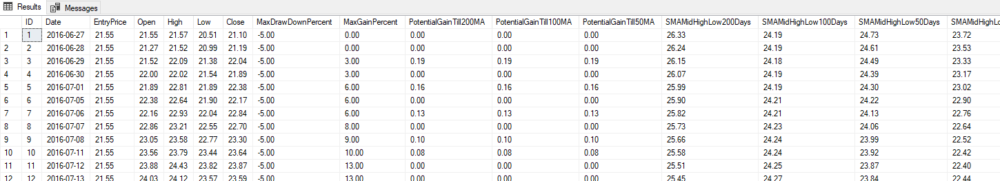 Results Messages
ID Date EntryPrice Open High Low Close MaxDrawDownPercent MaxGainPercent PotentialGainTill200MA PotentialGainTill100MA PotentialGainTill50MA SMAMidHighLow200Days SMAMidHighLow100Days SMAMidHighLow50Days SMAMidHighL
1 1 2016-06-27 21.55 21.55 21.57 20.51 21.10 -5.00 0.00 0.00 0.00 0.00 26.33 24.19 24.73 23.72
2 2 2016-06-28 21.55 21.27 21.52 20.99 21.19 -5.00 0.00 0.00 0.00 0.00 26.24 24.19 24.61 23.53
3 3 2016-06-29 21.55 21.52 22.09 21.38 22.04 -5.00 3.00 0.19 0.19 0.19 26.15 24.18 24.49 23.33
4 4 2016-06-30 21.55 22.00 22.02 21.54 21.89 -5.00 3.00 0.00 0.00 0.00 26.07 24.19 24.39 23.17
5 5 2016-07-01 21.55 21.89 22.81 21.89 22.38 -5.00 6.00 0.16 0.16 0.16 25.99 24.19 24.30 23.02
6 6 2016-07-05 21.55 22.38 22.64 21.90 22.17 -5.00 6.00 0.00 0.00 0.00 25.90 24.21 24.22 22.90
7 7 2016-07-06 21.55 22.16 22.93 22.04 22.84 -5.00 6.00 0.13 0.13 0.13 25.82 24.21 24.13 22.76
8 8 2016-07-07 21.55 22.86 23.21 22.55 22.70 -5.00 8.00 0.00 0.00 0.00 25.73 24.23 24.06 22.64
9 9 2016-07-08 21.55 23.05 23.58 22.77 23.30 -5.00 9.00 0.10 0.10 0.10 25.66 24.24 23.99 22.52
10 10 2016-07-11 21.55 23.56 23.79 23.44 23.64 -5.00 10.00 0.08 0.08 0.08 25.58 24.24 23.92 22.42
11 11 2016-07-12 21.55 23.88 24.43 23.82 23.87 -5.00 13.00 0.00 0.00 0.00 25.51 24.25 23.87 22.40
12 12 2016-07-13 21.55 24.03 24.12 23.57 23.59 -5.00 13.00 0.00 0.00 0.00 25.45 24.27 23.84 22.44